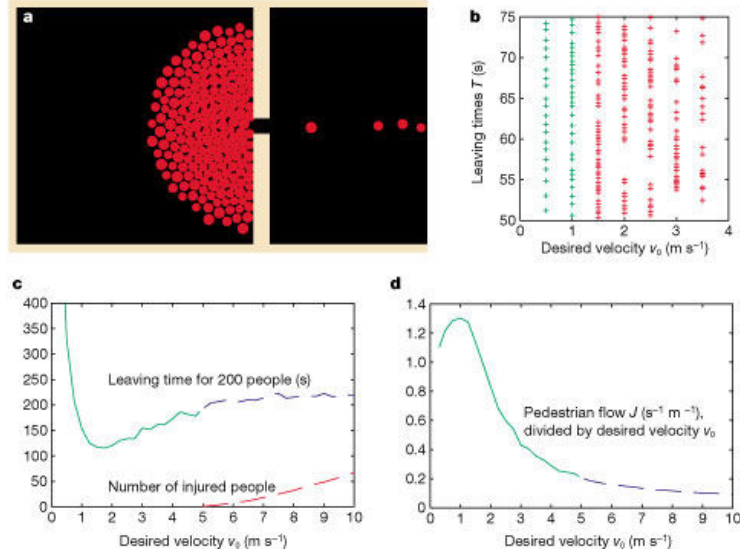 a
b
75
70
65
60
55
50
Leaving times T (s)
0 1 2 3 4
Desired velocity v₀ (m s⁻¹)
c
400
350
300
250
200
150
100
50
0
Leaving time for 200 people (s)
Number of injured people
0 1 2 3 4 5 6 7 8 9 10
Desired velocity v₀ (m s⁻¹)
d
1.4
1.2
1.0
0.8
0.6
0.4
0.2
0
Pedestrian flow J (s⁻¹ m⁻¹),
divided by desired velocity v₀
0 1 2 3 4 5 6 7 8 9 10
Desired velocity v₀ (m s⁻¹)